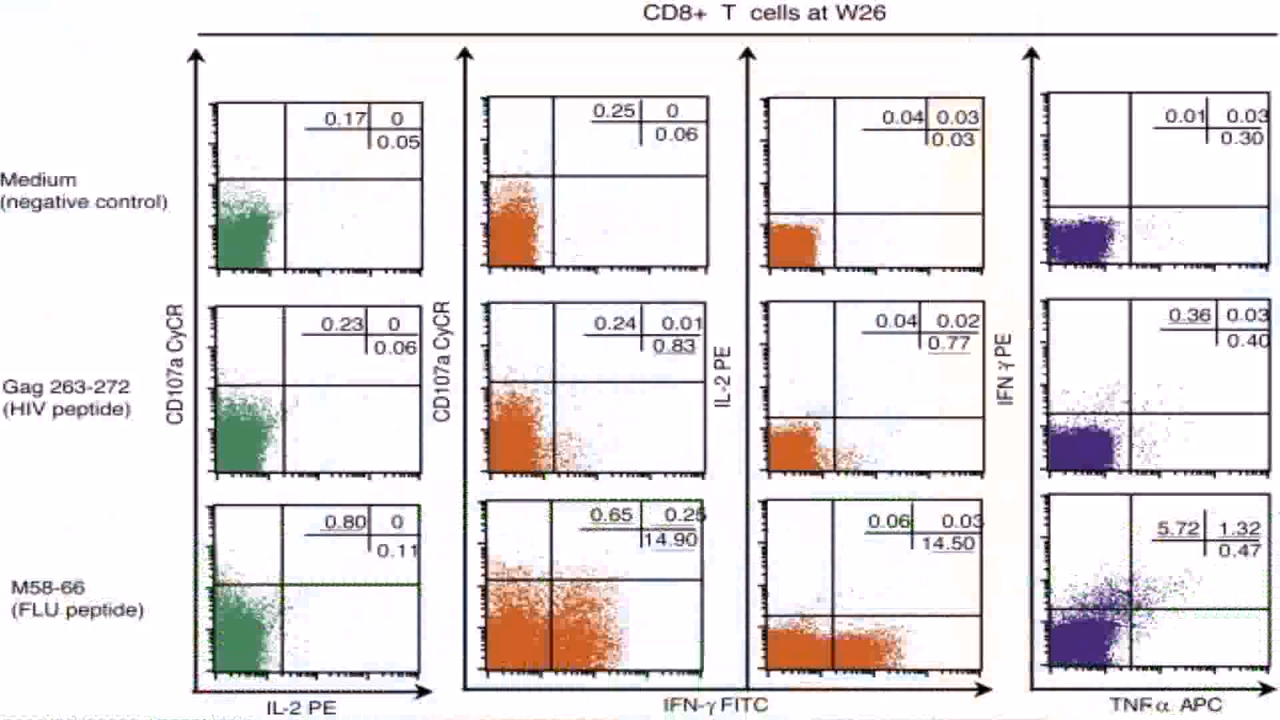 CD8+ T cells at W26
Medium
(negative control)
0.17 0
0.05
0.25 0
0.06
0.04 0.03
0.03
0.01 0.03
0.30
Gag 263-272
(HIV peptide)
0.23 0
0.06
0.24 0.01
0.83
0.04 0.02
0.77
0.36 0.03
0.40
M58-66
(FLU peptide)
0.80 0
0.11
0.65 0.25
14.90
0.06 0.03
14.50
5.72 1.32
0.47
CD107a CyCR
CD107a CyCR
IL-2 PE
IFN γ PE
IL-2 PE
IFN-γ FITC
TNFα APC